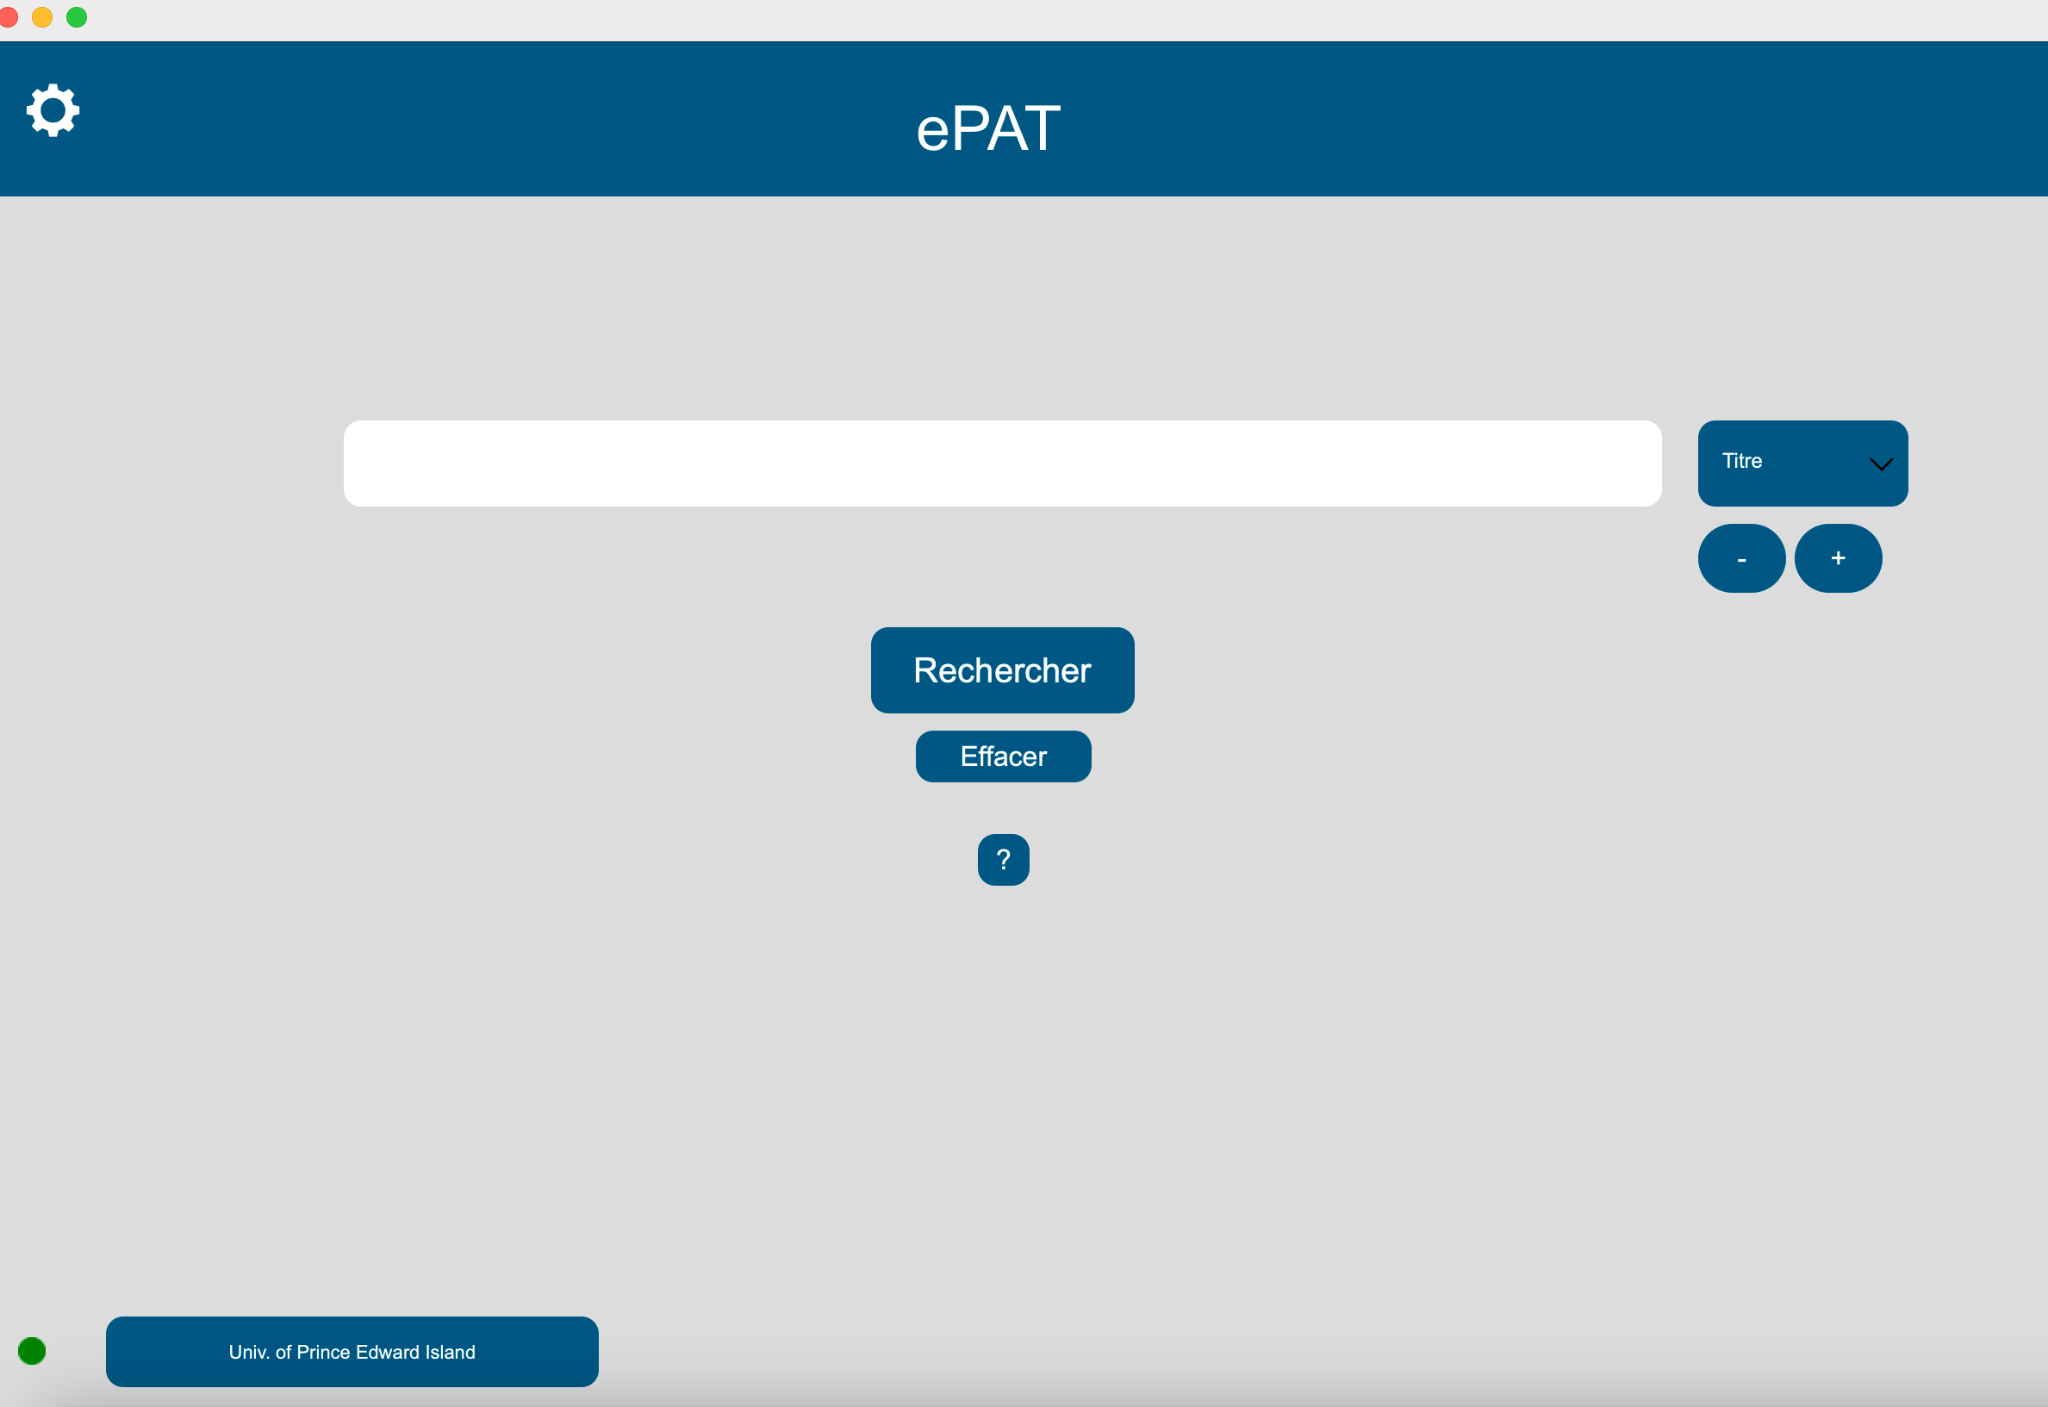 ePAT
Titre
- +
Rechercher
Effacer
?
Univ. of Prince Edward Island